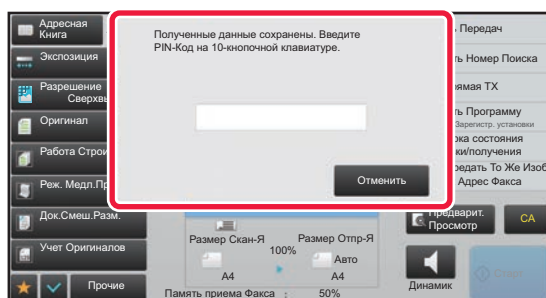 Адресная
Книга
Экспозиция
Разрешение
Сверхвы
Оригинал
Работа Строи
Реж. Медл.Пр
Док.Смеш.Разм.
Учет Оригиналов
Прочие
Полученные данные сохранены. Введите
PIN-Код на 10-кнопочной клавиатуре.
Отменить
Размер Скан-Я
100%
Размер Отпр-Я
Авто
A4
A4
Память приема Факса : 50%
Передач
ь Номер Поиска
ямая TX
ь Программу
Зарегистр. установки
ка состояния
ки/получения
редать То Же Изоб
Адрес Факса
Предварит.
Просмотр
CA
Динамик
Старт